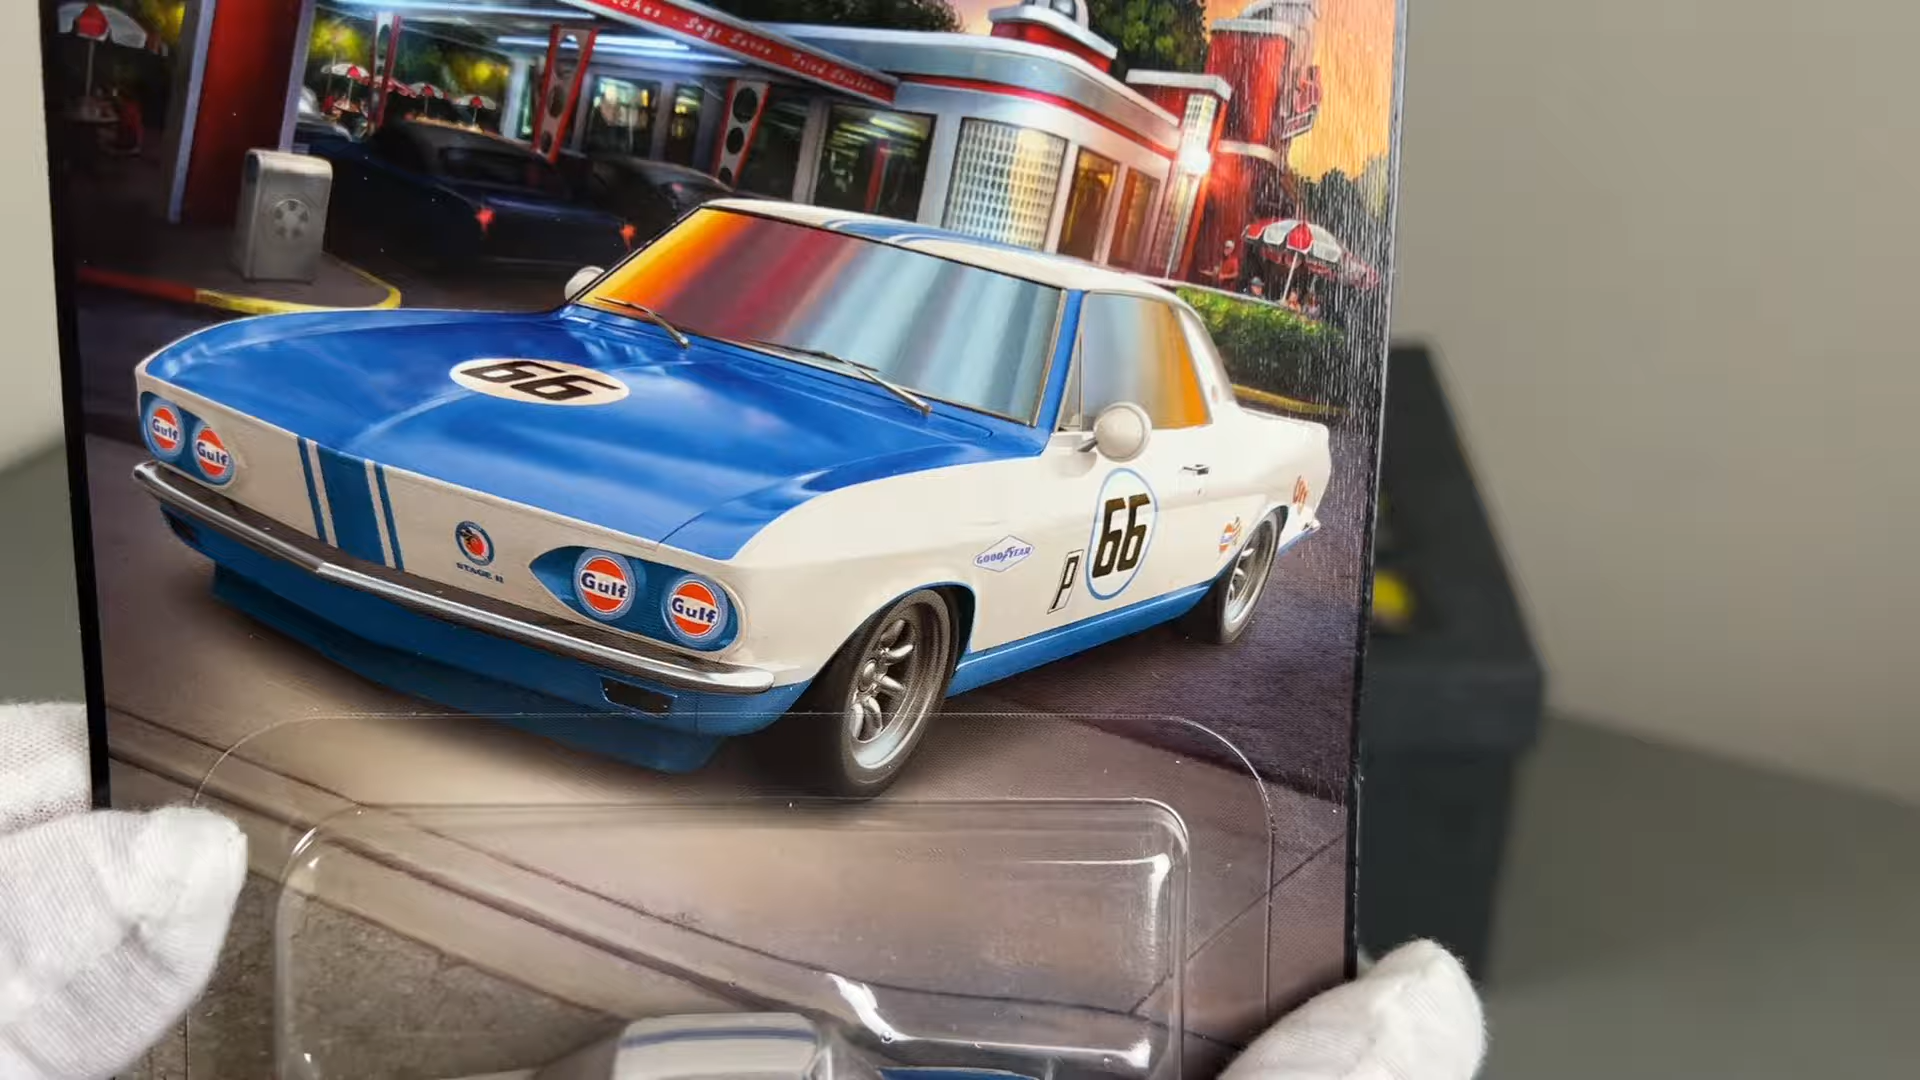 Soft Serve
Fried Chicken
66
Gulf
Gulf
STAGE II
Gulf
Gulf
GOODYEAR
P
66